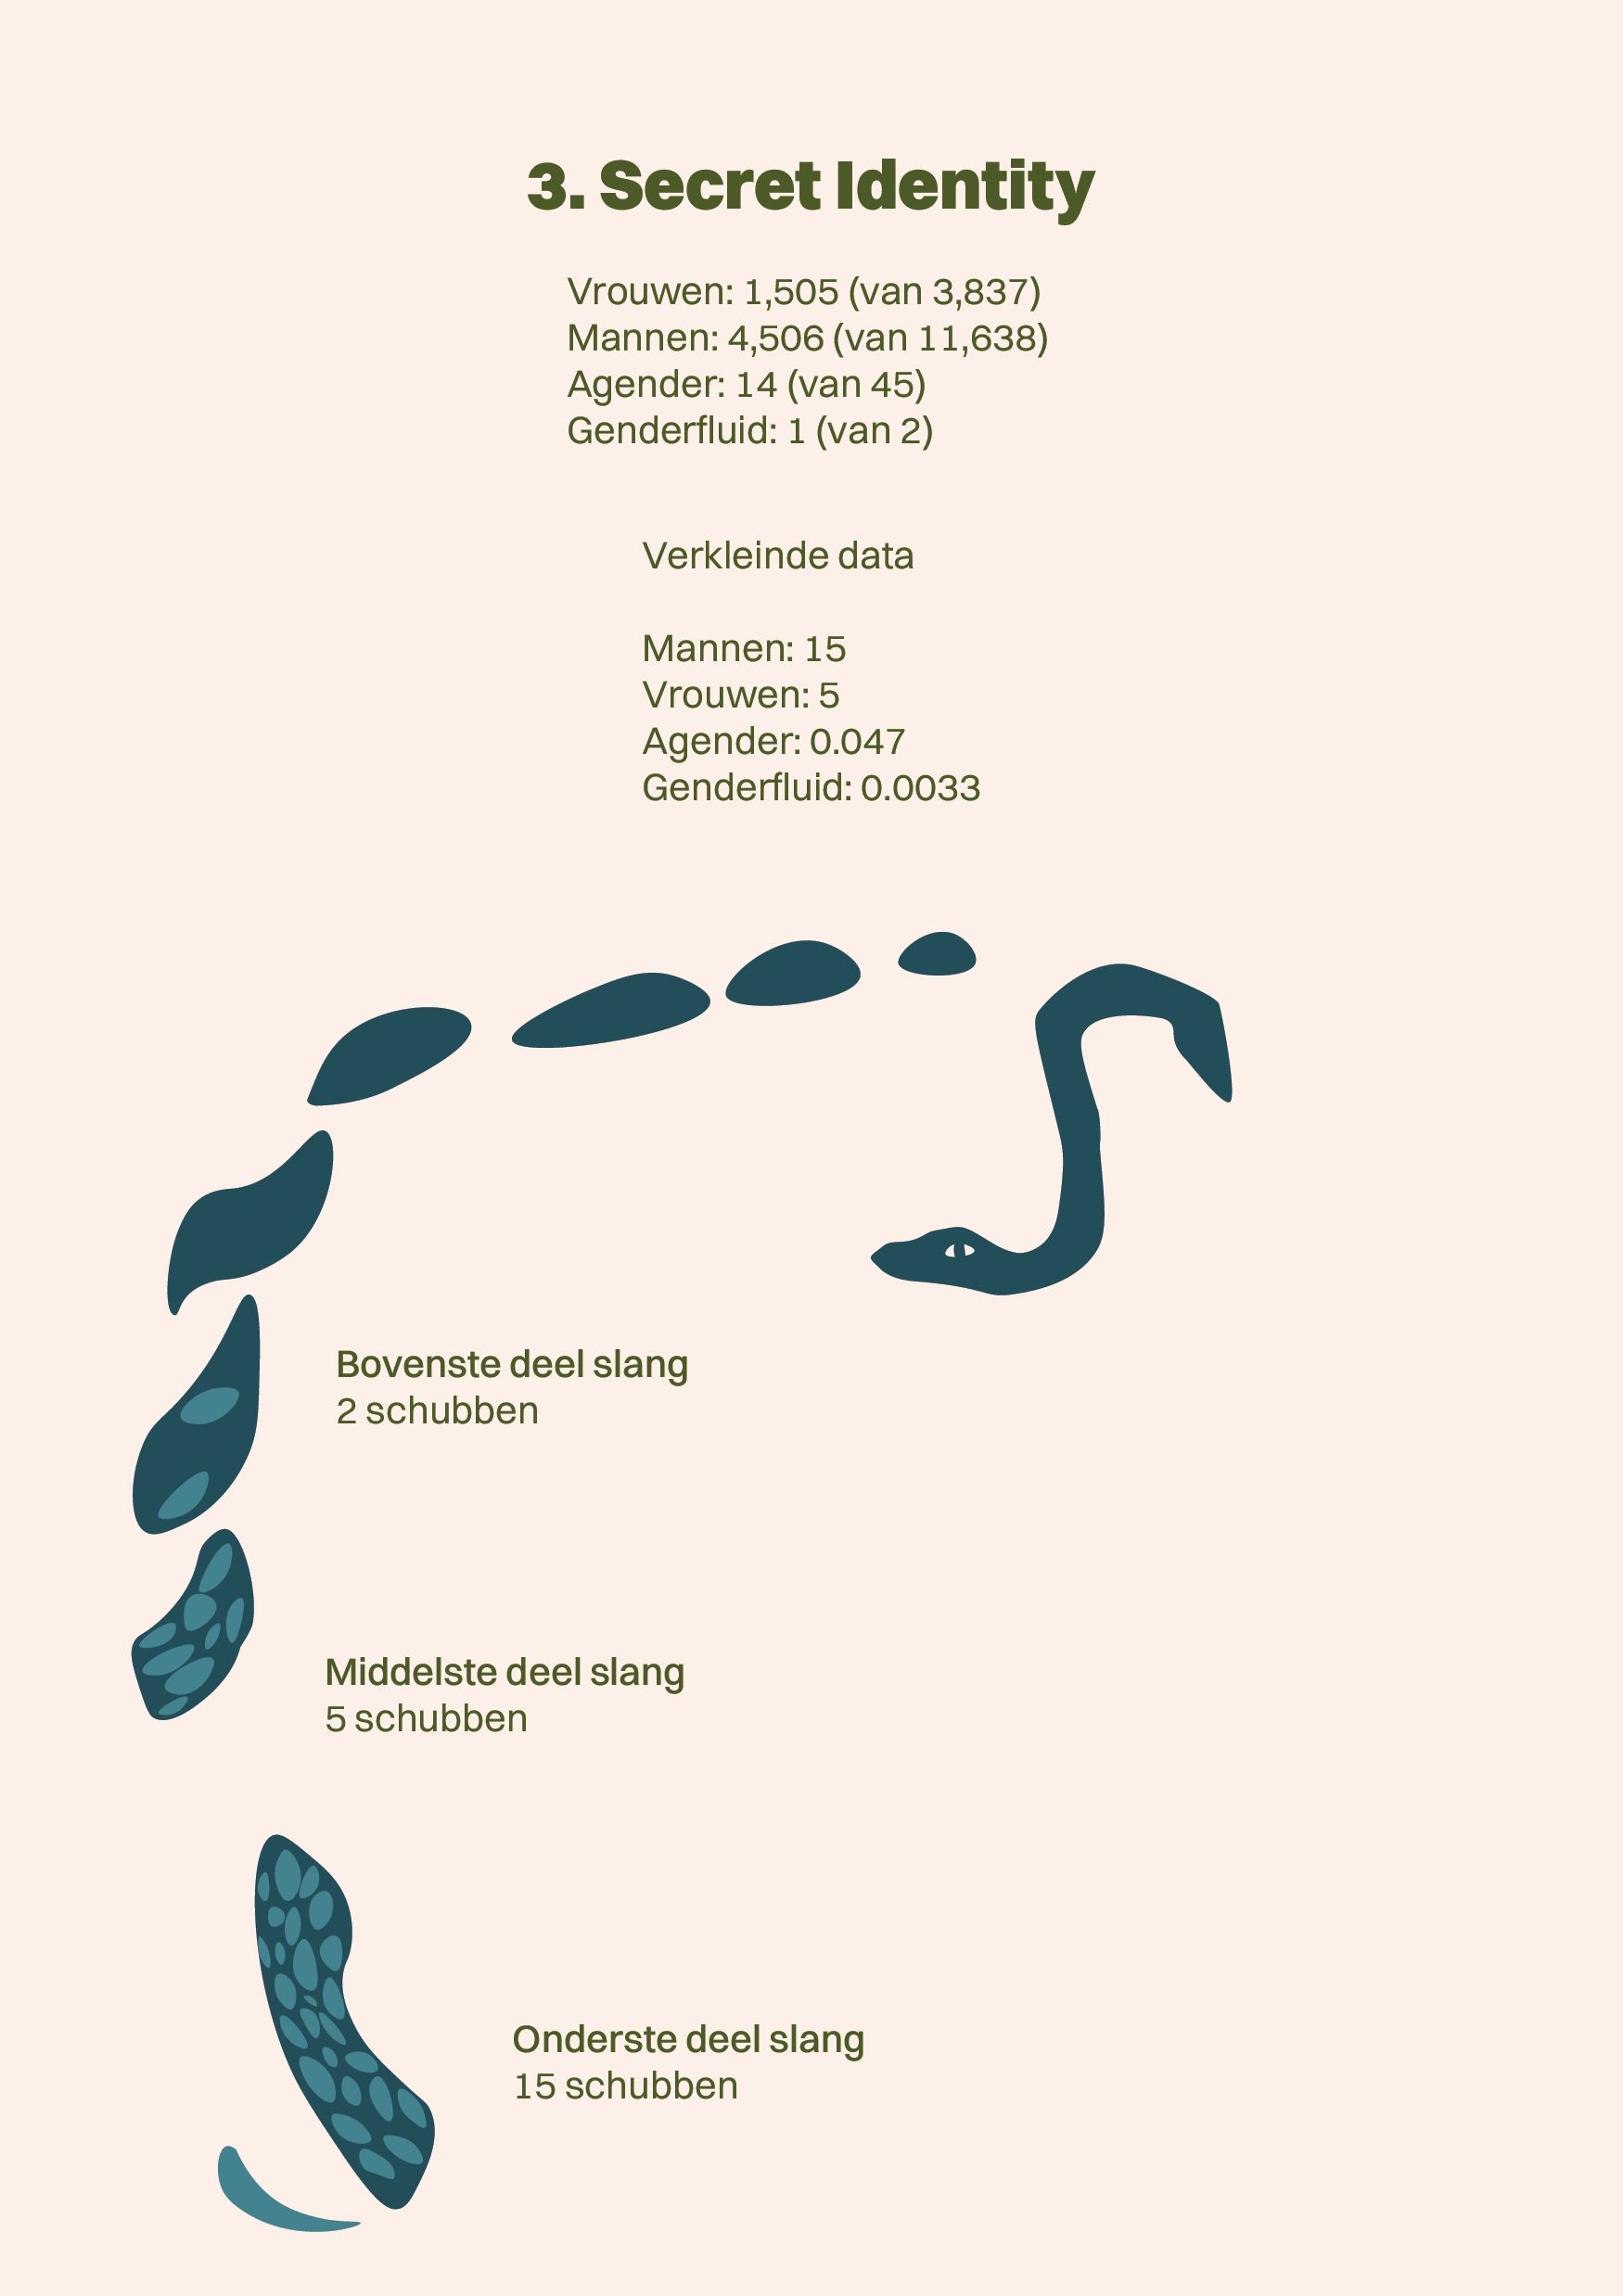 3. Secret Identity
Vrouwen: 1,505 (van 3,837)
Mannen: 4,506 (van 11,638)
Agender: 14 (van 45)
Genderfluid: 1 (van 2)
Verkleinde data
Mannen: 15
Vrouwen: 5
Agender: 0.047
Genderfluid: 0.0033
Bovenste deel slang
2 schubben
Middelste deel slang
5 schubben
Onderste deel slang
15 schubben